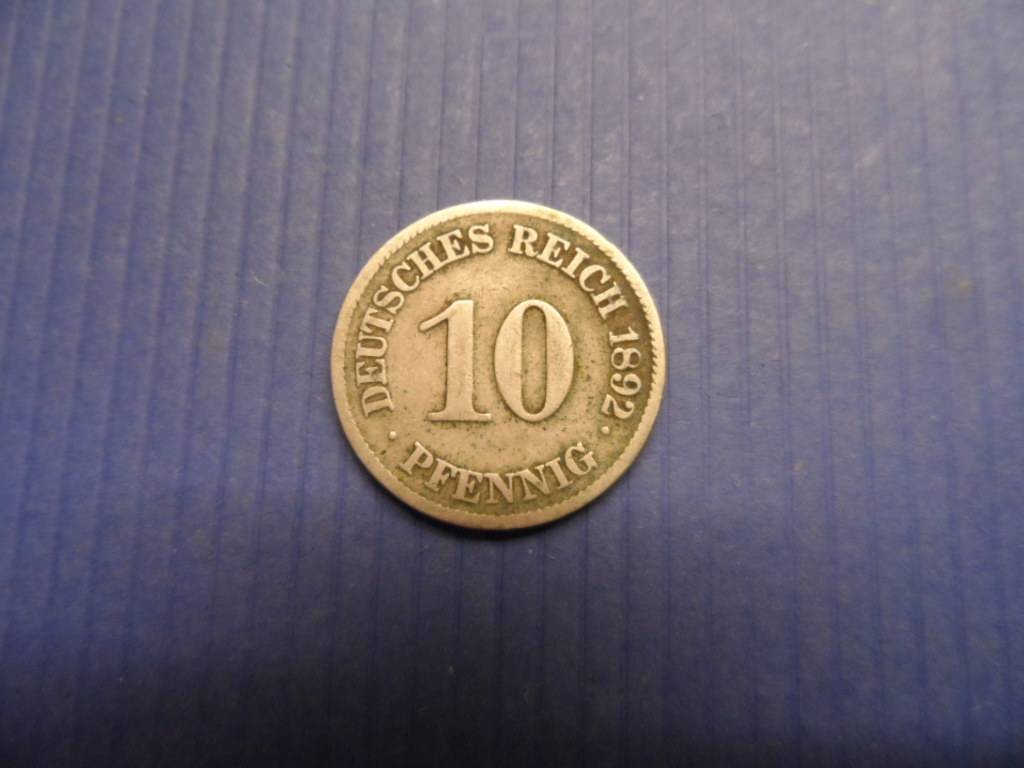 DEUTSCHES REICH 1892
10
· PFENNIG ·